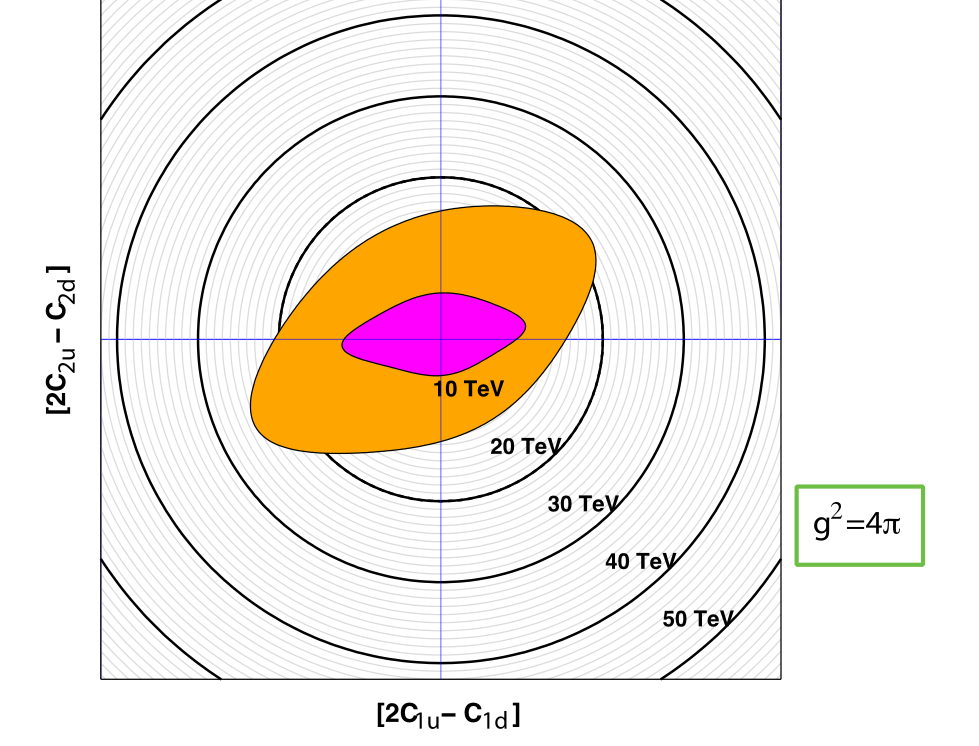 [2C2u – C2d]
10 TeV
20 TeV
30 TeV
g²=4π
40 TeV
50 TeV
[2C1u – C1d]